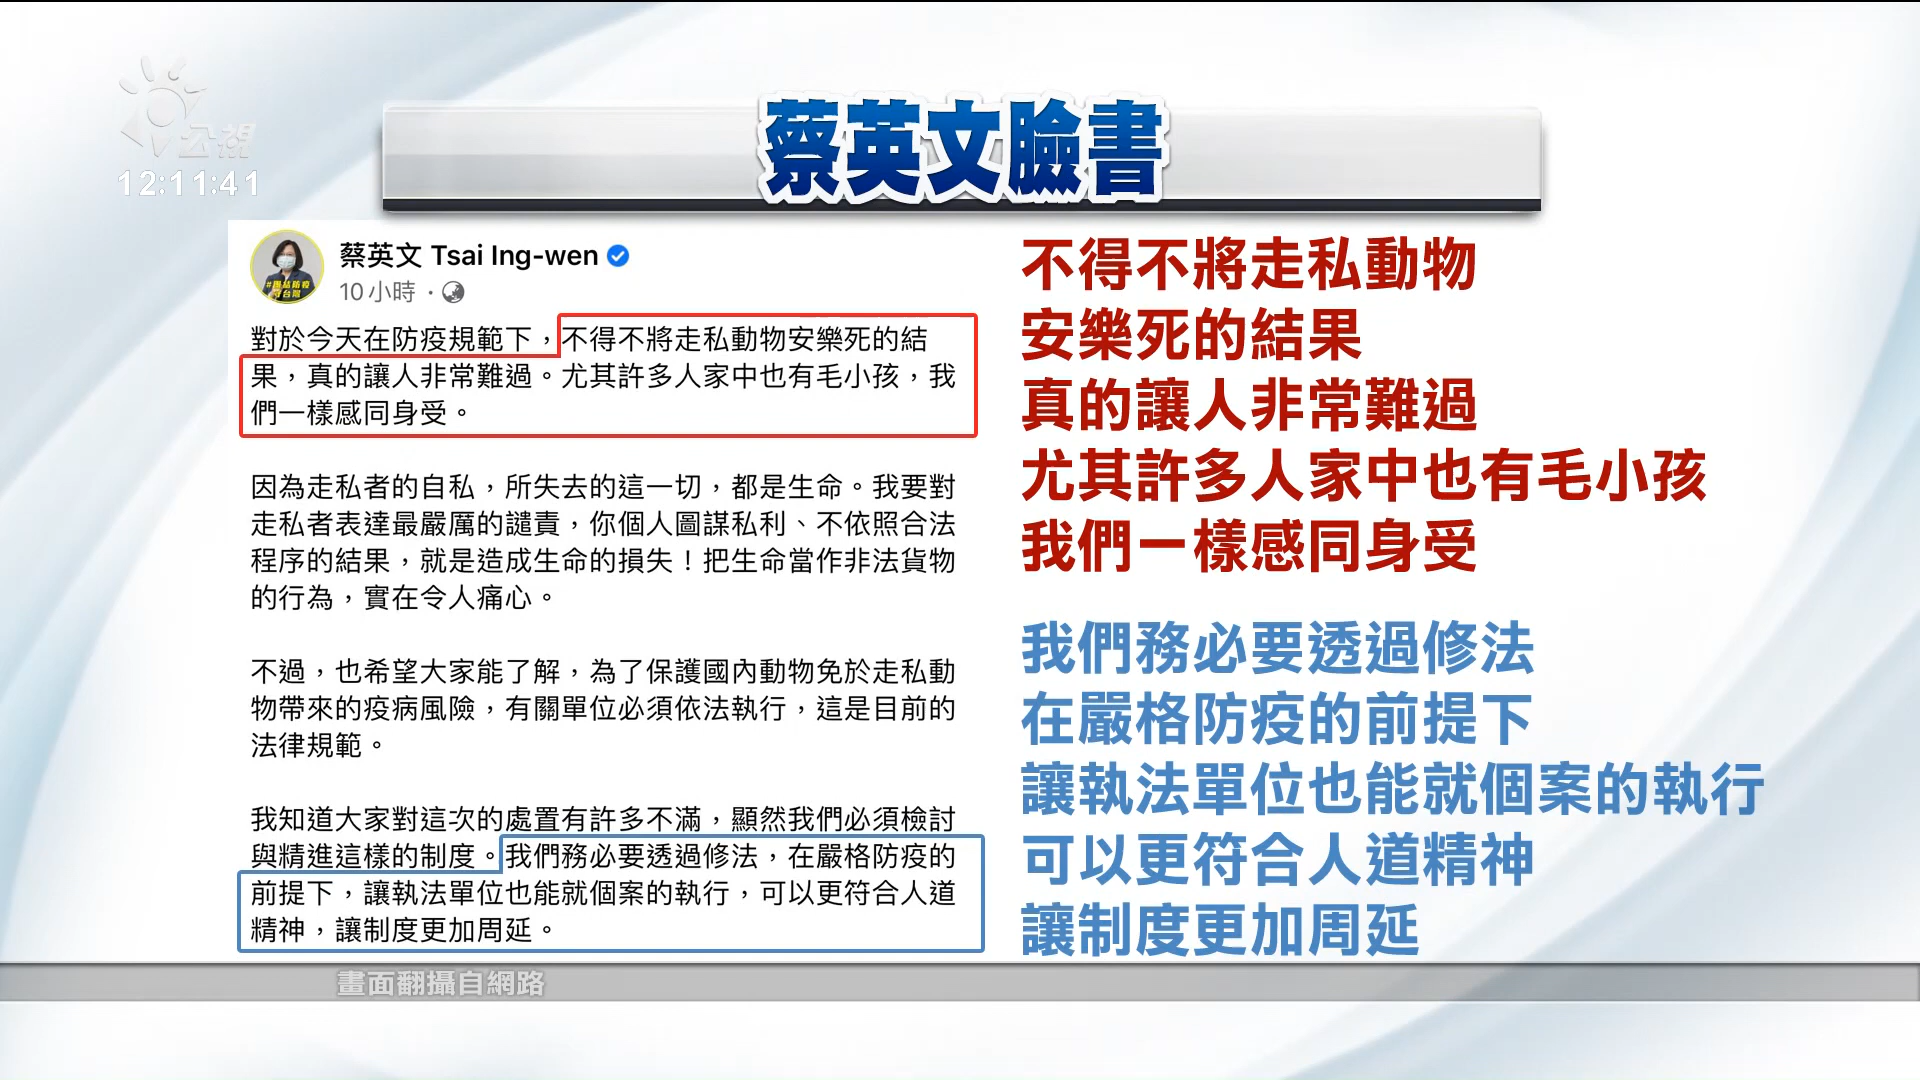 公視
12:11:41
蔡英文臉書
蔡英文 Tsai Ing-wen
10 小時 ·
對於今天在防疫規範下，不得不將走私動物安樂死的結
果，真的讓人非常難過。尤其許多人家中也有毛小孩，我
們一樣感同身受。
因為走私者的自私，所失去的這一切，都是生命。我要對
走私者表達最嚴厲的譴責，你個人圖謀私利、不依照合法
程序的結果，就是造成生命的損失！把生命當作非法貨物
的行為，實在令人痛心。
不過，也希望大家能了解，為了保護國內動物免於走私動
物帶來的疫病風險，有關單位必須依法執行，這是目前的
法律規範。
我知道大家對這次的處置有許多不滿，顯然我們必須檢討
與精進這樣的制度。我們務必要透過修法，在嚴格防疫的
前提下，讓執法單位也能就個案的執行，可以更符合人道
精神，讓制度更加周延。
不得不將走私動物
安樂死的結果
真的讓人非常難過
尤其許多人家中也有毛小孩
我們一樣感同身受
我們務必要透過修法
在嚴格防疫的前提下
讓執法單位也能就個案的執行
可以更符合人道精神
讓制度更加周延
畫面翻攝自網路